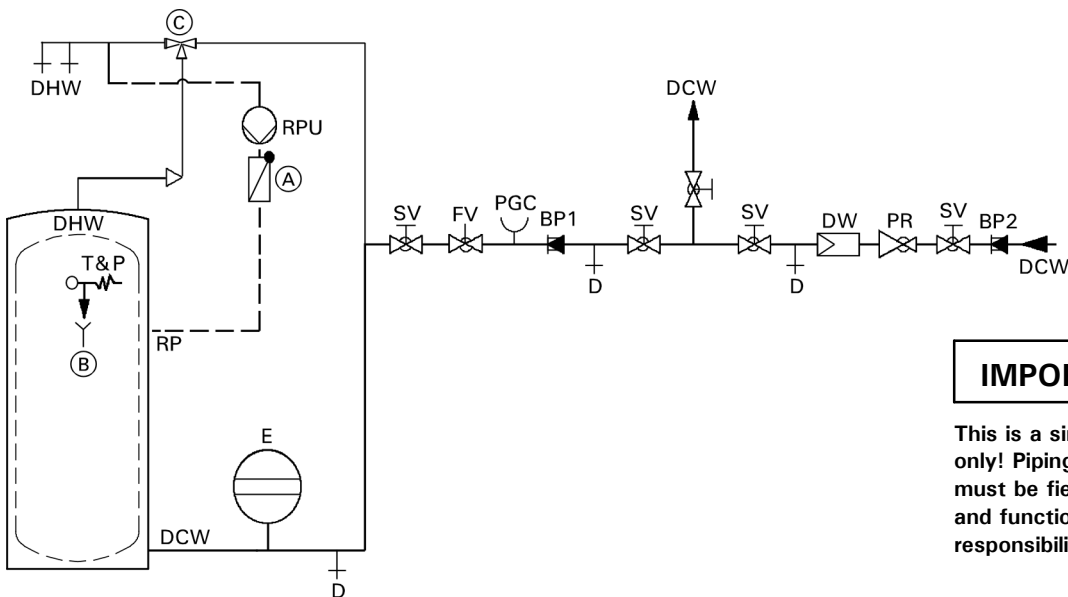 C
DHW
DCW
RPU
A
SV FV PGC BP1 SV SV DW PR SV BP2
DHW
D D DCW
T&P
RP
B
IMPO
This is a si
only! Piping
must be fie
and functio
responsibili
E
DCW
D